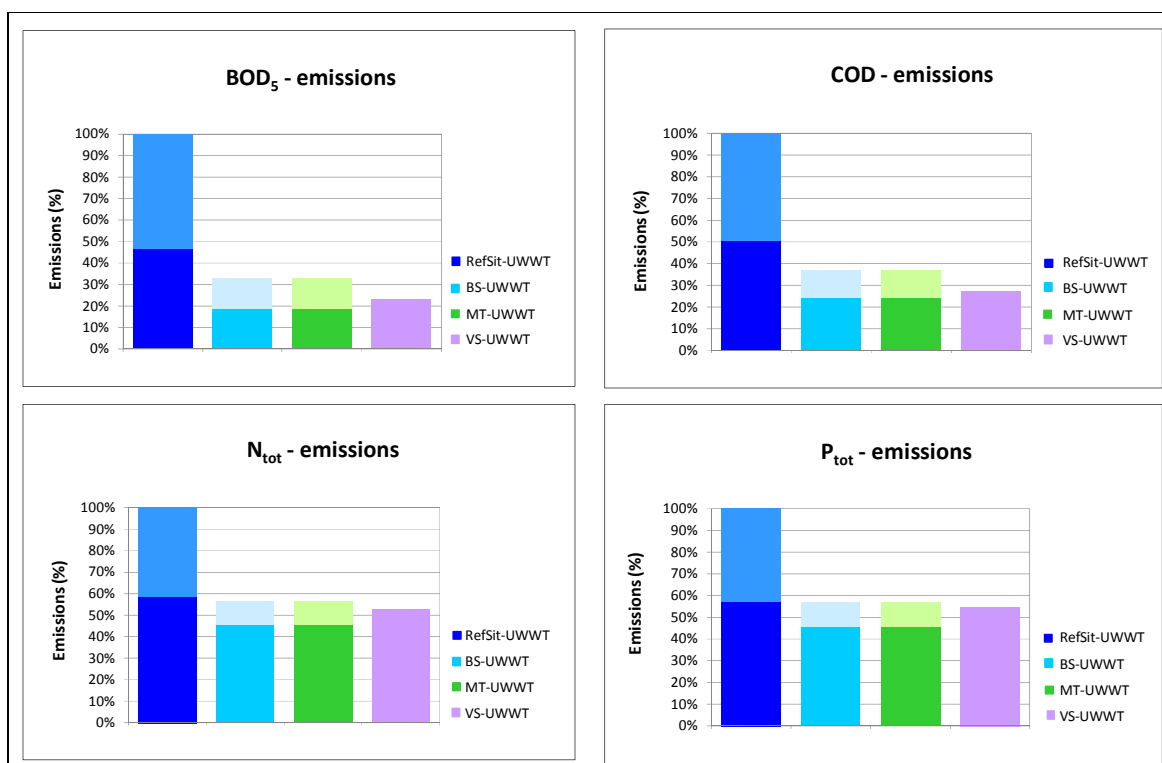 BOD₅ - emissions
Emissions (%)
100%
90%
80%
70%
60%
50%
40%
30%
20%
10%
0%
RefSit-UWWT
BS-UWWT
MT-UWWT
VS-UWWT
COD - emissions
Emissions (%)
100%
90%
80%
70%
60%
50%
40%
30%
20%
10%
0%
RefSit-UWWT
BS-UWWT
MT-UWWT
VS-UWWT
Nₜₒₜ - emissions
Emissions (%)
100%
90%
80%
70%
60%
50%
40%
30%
20%
10%
0%
RefSit-UWWT
BS-UWWT
MT-UWWT
VS-UWWT
Pₜₒₜ - emissions
Emissions (%)
100%
90%
80%
70%
60%
50%
40%
30%
20%
10%
0%
RefSit-UWWT
BS-UWWT
MT-UWWT
VS-UWWT